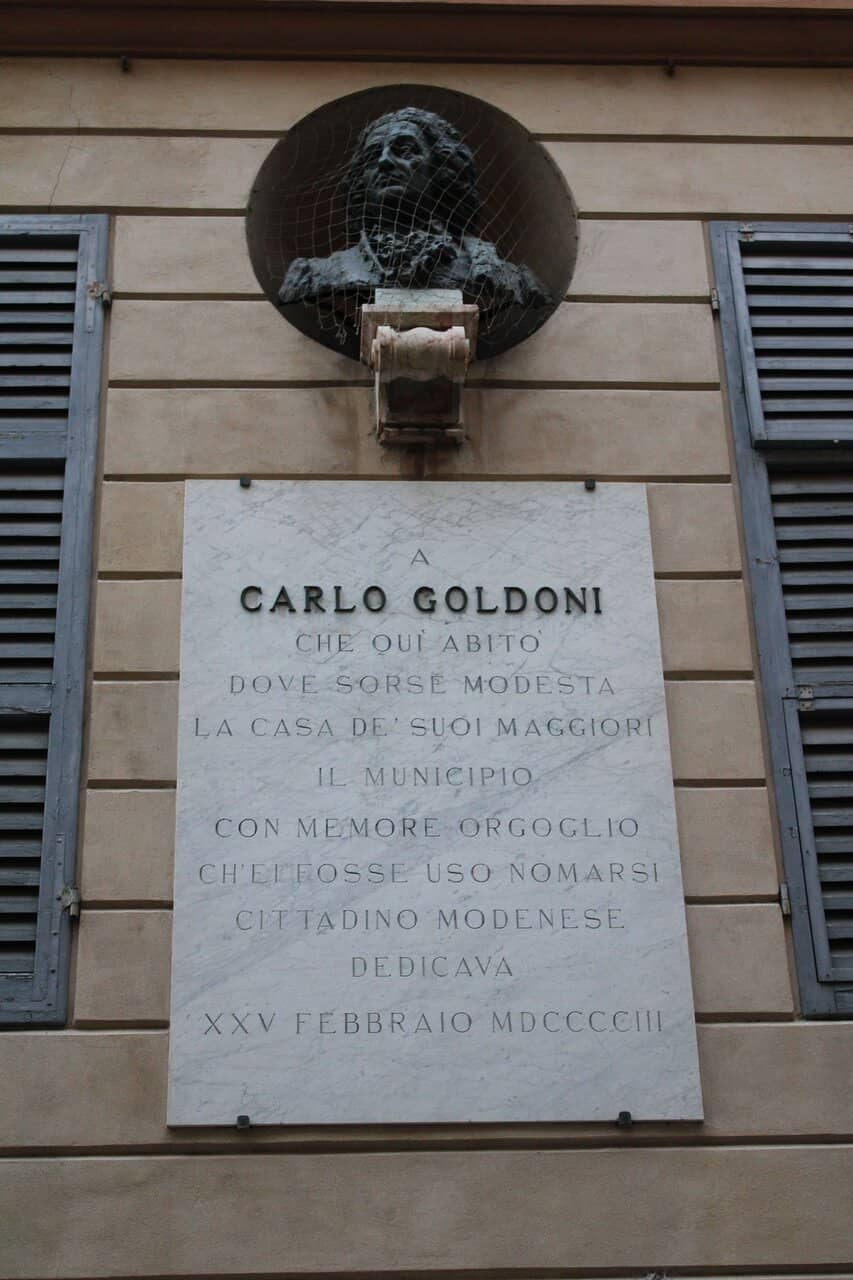 A
CARLO GOLDONI
CHE QUÌ ABITÒ
DOVE SORSE MODESTA
LA CASA DE' SUOI MAGGIORI
IL MUNICIPIO
CON MEMORE ORGOGLIO
CH'EI FOSSE USO NOMARSI
CITTADINO MODENESE
DEDICAVA
XXV FEBBRAIO MDCCCCIII